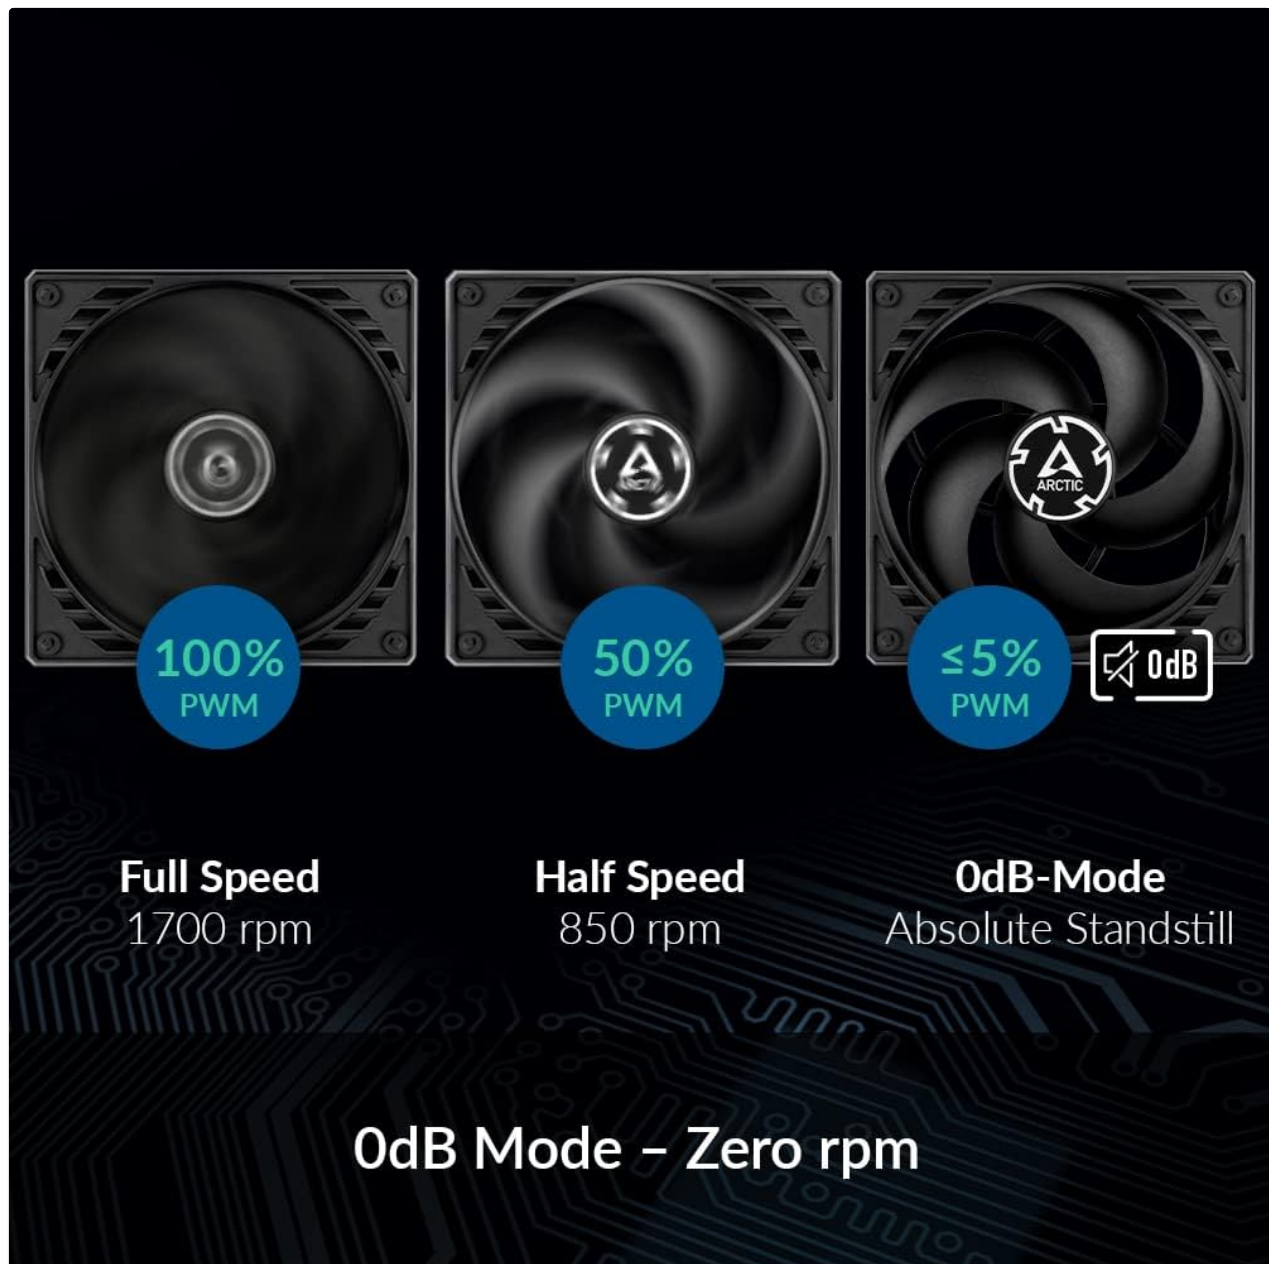 ARCTIC
100%
PWM
50%
PWM
≤5%
PWM
0dB
Full Speed
1700 rpm
Half Speed
850 rpm
0dB-Mode
Absolute Standstill
0dB Mode – Zero rpm